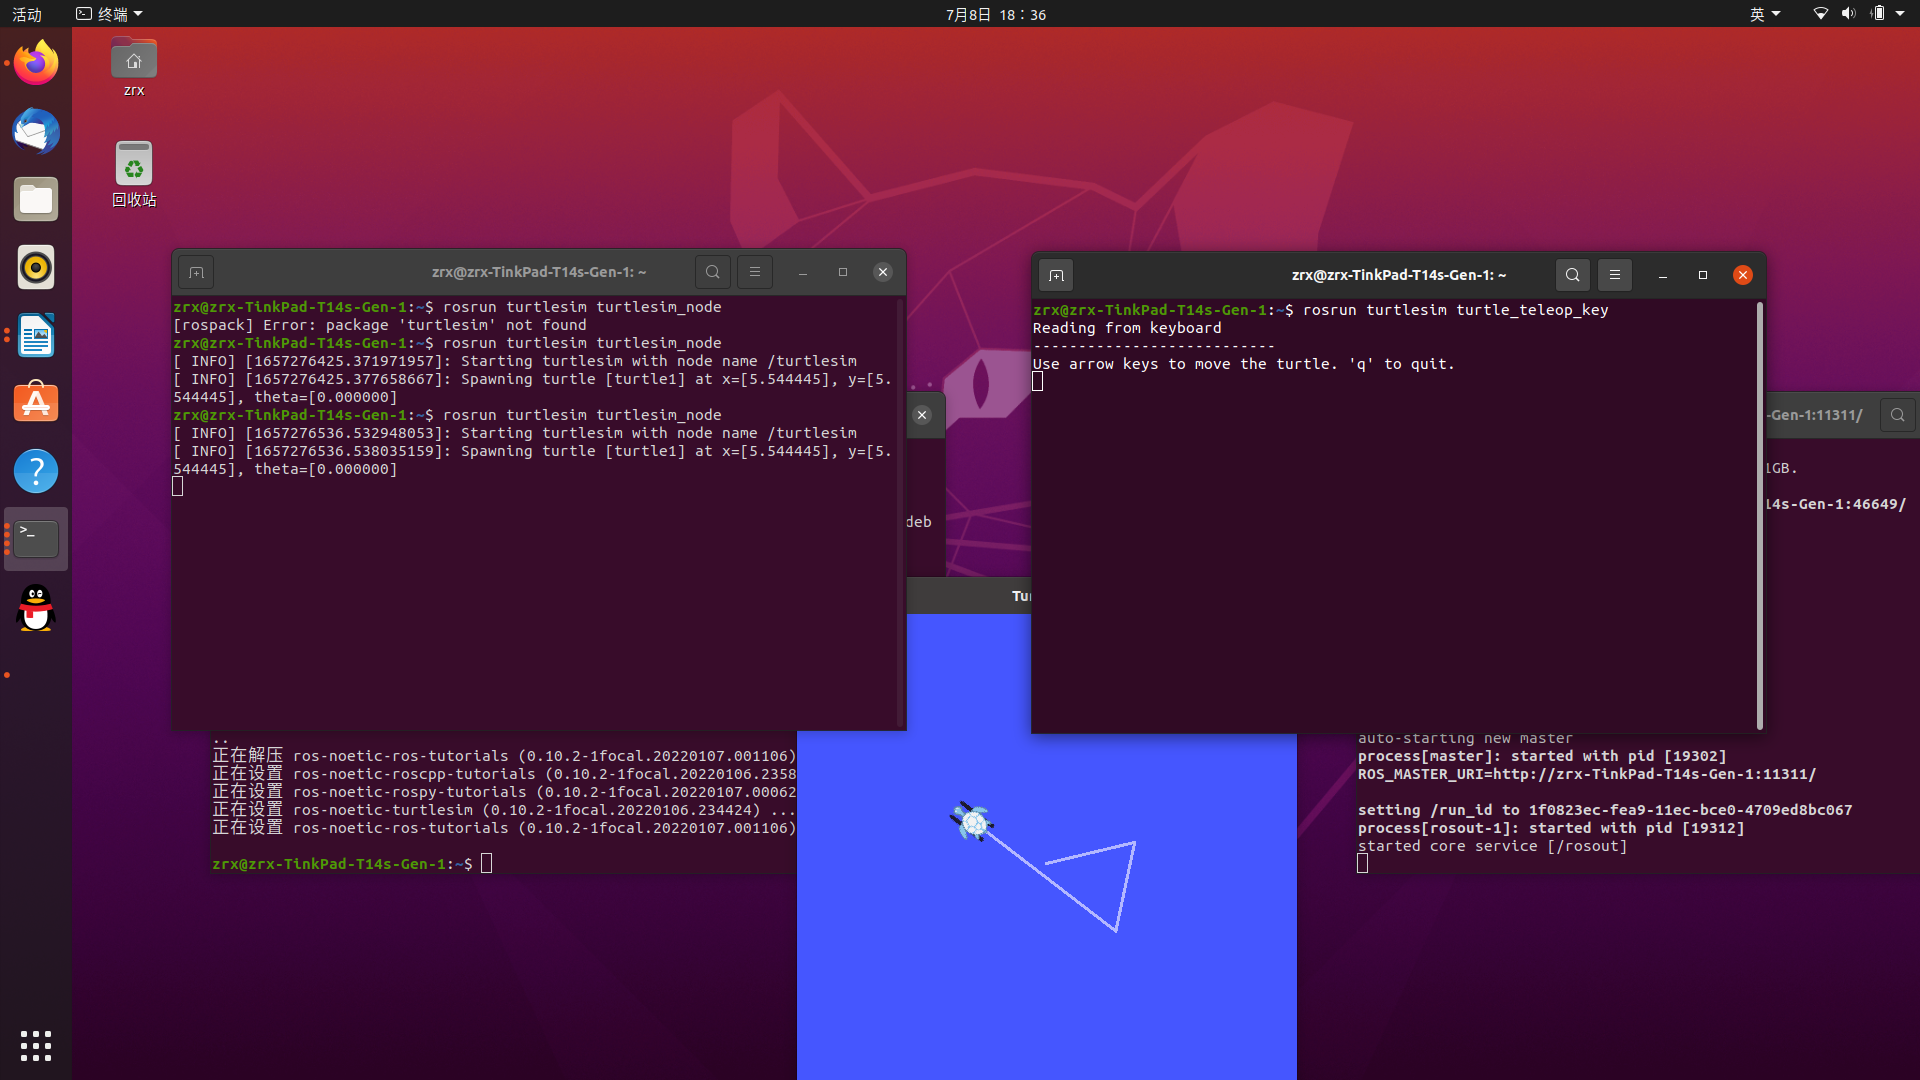 活动
终端
7月8日 18：36
英
zrx
回收站
zrx@zrx-TinkPad-T14s-Gen-1: ~
zrx@zrx-TinkPad-T14s-Gen-1:~$ rosrun turtlesim turtlesim_node
[rospack] Error: package 'turtlesim' not found
zrx@zrx-TinkPad-T14s-Gen-1:~$ rosrun turtlesim turtlesim_node
[ INFO] [1657276425.371971957]: Starting turtlesim with node name /turtlesim
[ INFO] [1657276425.377658667]: Spawning turtle [turtle1] at x=[5.544445], y=[5.
544445], theta=[0.000000]
zrx@zrx-TinkPad-T14s-Gen-1:~$ rosrun turtlesim turtlesim_node
[ INFO] [1657276536.532948053]: Starting turtlesim with node name /turtlesim
[ INFO] [1657276536.538035159]: Spawning turtle [turtle1] at x=[5.544445], y=[5.
544445], theta=[0.000000]
zrx@zrx-TinkPad-T14s-Gen-1: ~
zrx@zrx-TinkPad-T14s-Gen-1:~$ rosrun turtlesim turtle_teleop_key
Reading from keyboard
---------------------------
Use arrow keys to move the turtle. 'q' to quit.
deb
Tur
..
正在解压 ros-noetic-ros-tutorials (0.10.2-1focal.20220107.001106)
正在设置 ros-noetic-roscpp-tutorials (0.10.2-1focal.20220106.2358
正在设置 ros-noetic-rospy-tutorials (0.10.2-1focal.20220107.00062
正在设置 ros-noetic-turtlesim (0.10.2-1focal.20220106.234424) ...
正在设置 ros-noetic-ros-tutorials (0.10.2-1focal.20220107.001106)
zrx@zrx-TinkPad-T14s-Gen-1:~$
-Gen-1:11311/
1GB.
14s-Gen-1:46649/
auto-starting new master
process[master]: started with pid [19302]
ROS_MASTER_URI=http://zrx-TinkPad-T14s-Gen-1:11311/
setting /run_id to 1f0823ec-fea9-11ec-bce0-4709ed8bc067
process[rosout-1]: started with pid [19312]
started core service [/rosout]